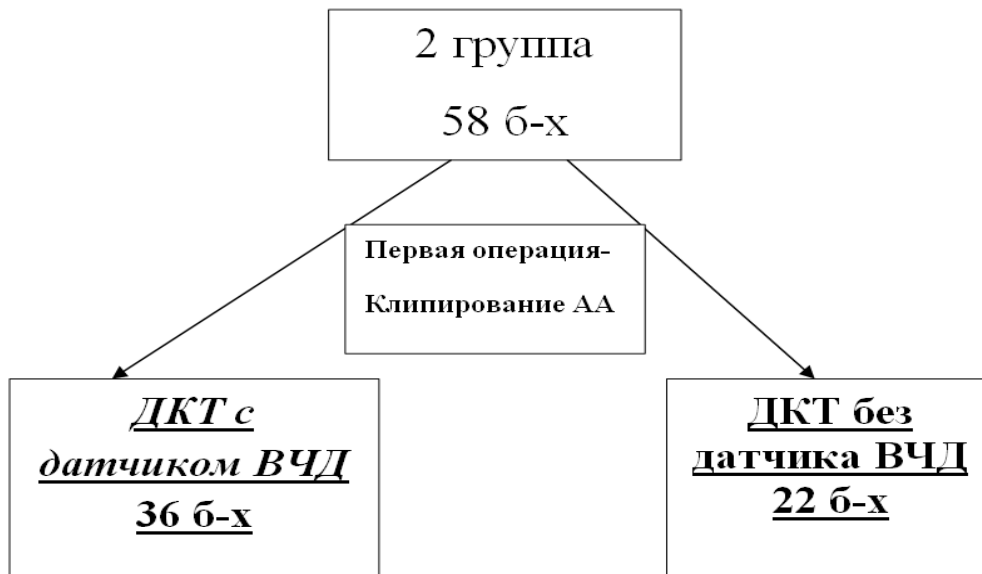 2 группа
58 б-х
Первая операция-
Клипирование АА
ДКТ с
датчиком ВЧД
36 б-х
ДКТ без
датчика ВЧД
22 б-х